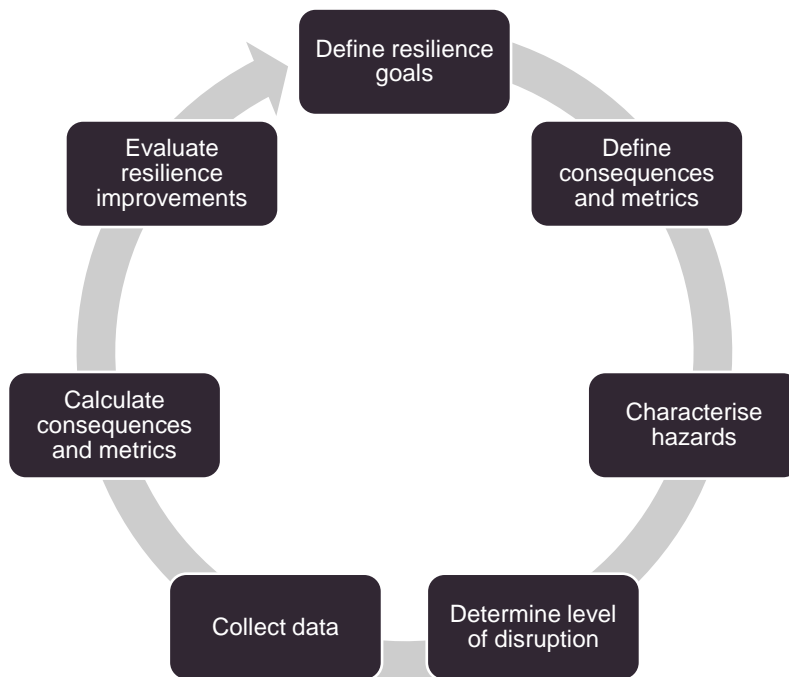 Define resilience
goals
Define
consequences
and metrics
Characterise
hazards
Determine level
of disruption
Collect data
Calculate
consequences
and metrics
Evaluate
resilience
improvements